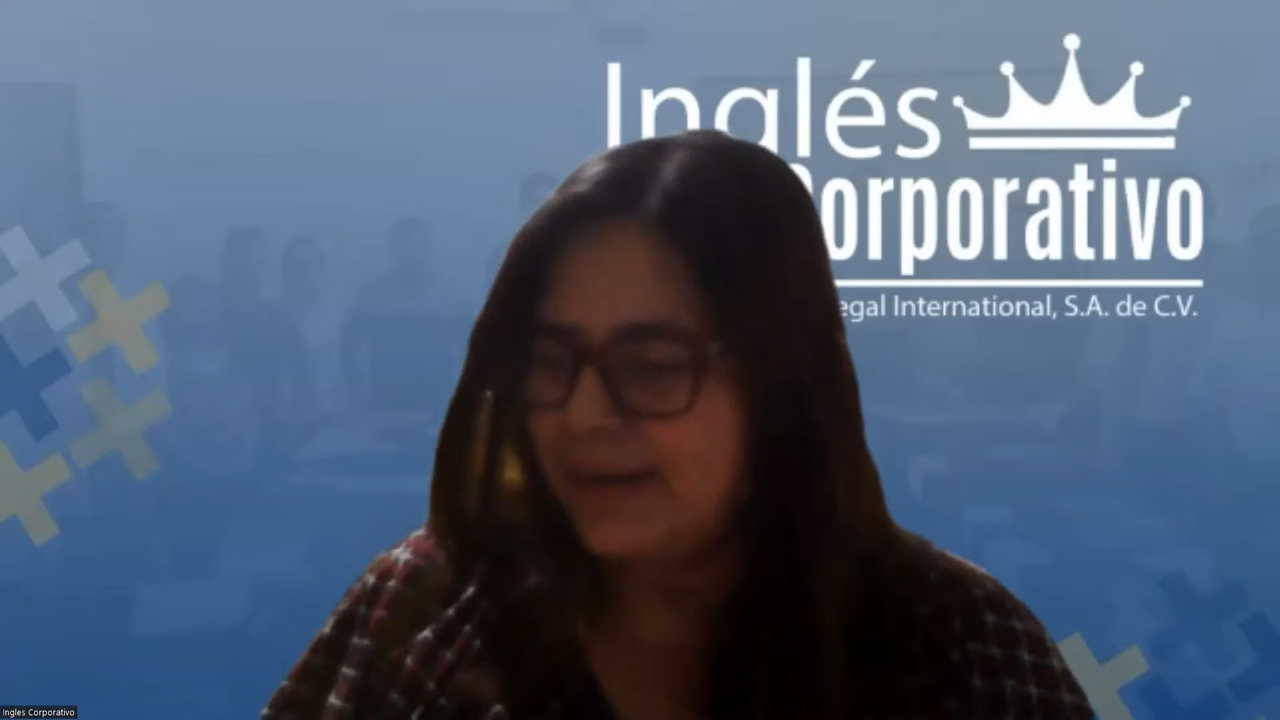 Inglés
Corporativo
egal International, S.A. de C.V.
Ingles Corporativo